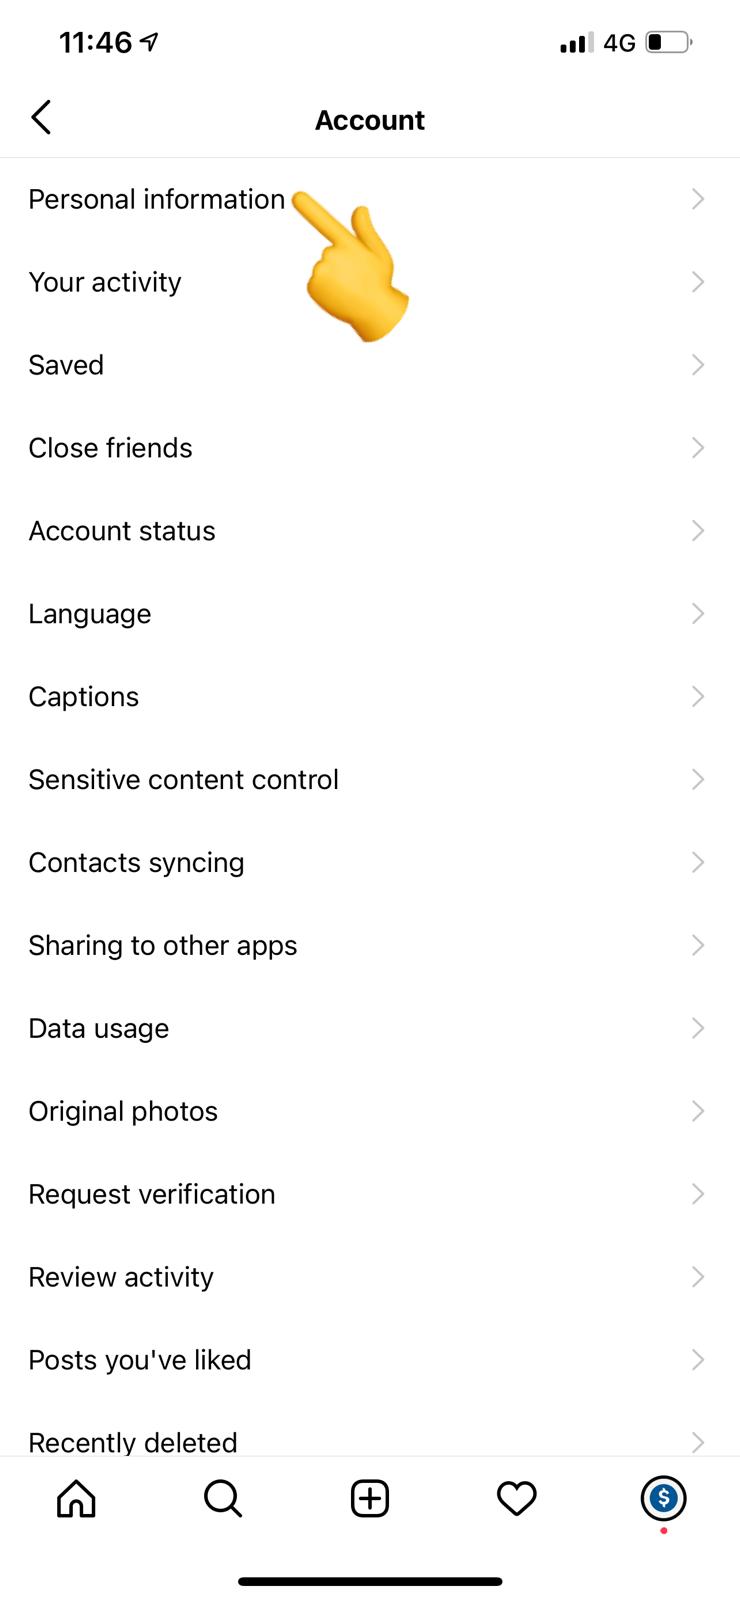 11:46
4G
Account
Personal information
Your activity
Saved
Close friends
Account status
Language
Captions
Sensitive content control
Contacts syncing
Sharing to other apps
Data usage
Original photos
Request verification
Review activity
Posts you've liked
Recently deleted
$